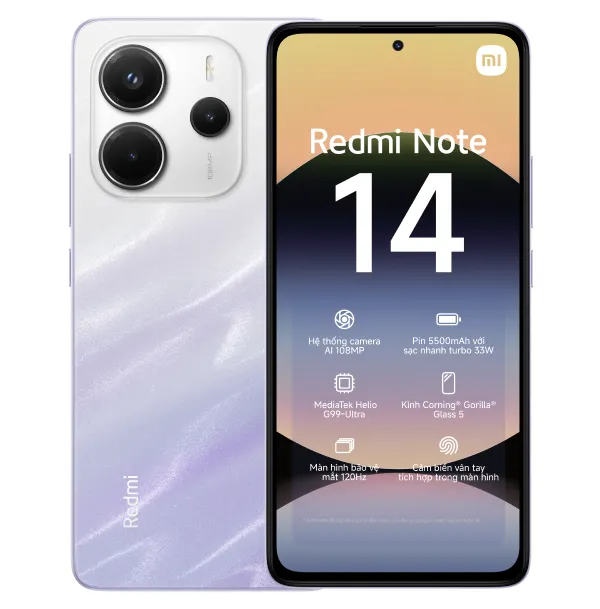 108MP
Redmi
mi
Redmi Note
14
Hệ thống camera
AI 108MP
Pin 5500mAh với
sạc nhanh turbo 33W
MediaTek Helio
G99-Ultra
Kính Corning® Gorilla®
Glass 5
Màn hình bảo vệ
mắt 120Hz
Cảm biến vân tay
tích hợp trong màn hình